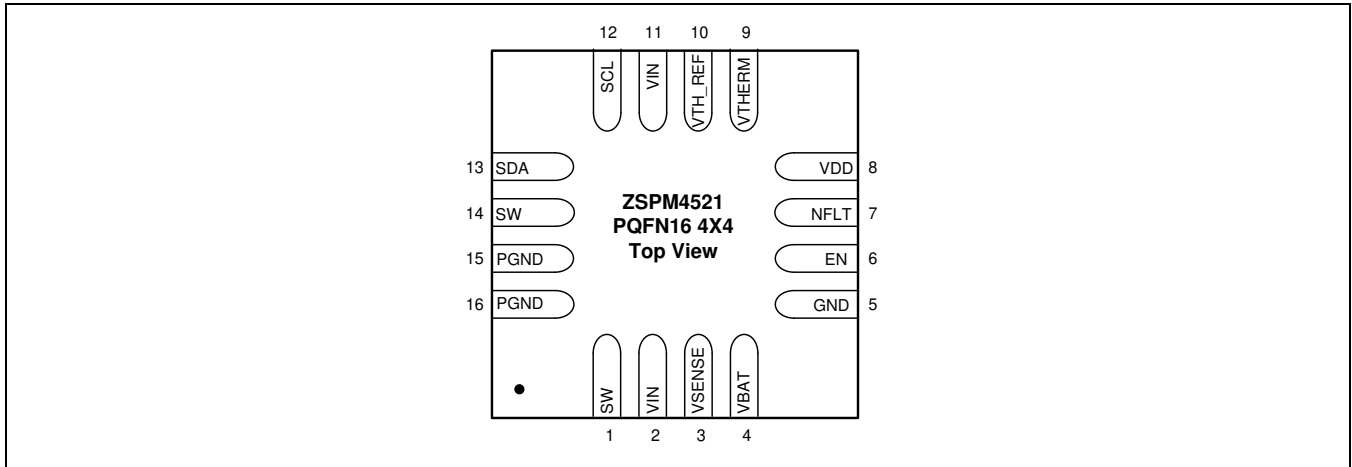 12 11 10 9
SCL VIN VTH_REF VTHERM
13 SDA
VDD 8
14 SW
NFLT 7
15 PGND
EN 6
16 PGND
GND 5
ZSPM4521
PQFN16 4X4
Top View
SW VIN VSENSE VBAT
1 2 3 4